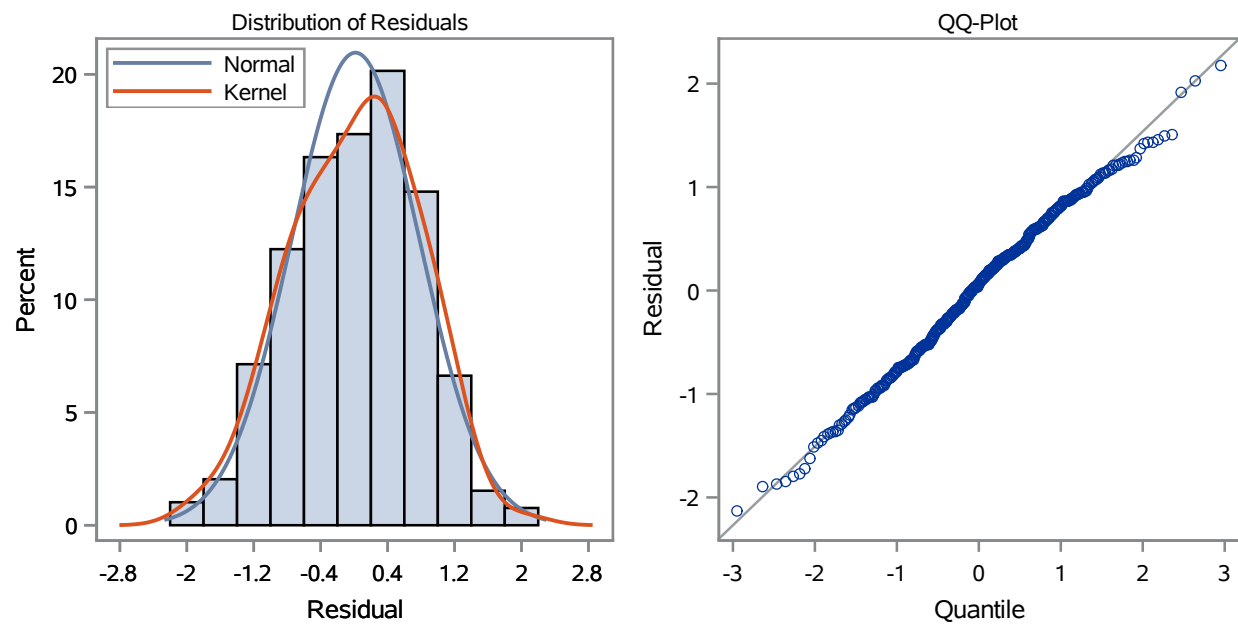 Distribution of Residuals
Normal
Kernel
20
15
10
5
0
Percent
-2.8 -2 -1.2 -0.4 0.4 1.2 2 2.8
Residual
QQ-Plot
2
1
0
-1
-2
Residual
-3 -2 -1 0 1 2 3
Quantile